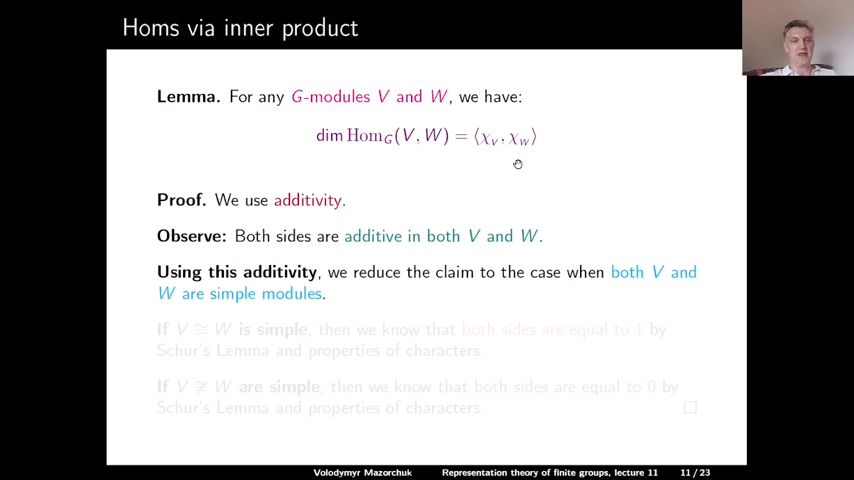 Homs via inner product
Lemma. For any G-modules V and W, we have:
dim Hom_G(V, W) = ⟨χ_V, χ_W⟩
Proof. We use additivity.
Observe: Both sides are additive in both V and W.
Using this additivity, we reduce the claim to the case when both V and
W are simple modules.
If V ≅ W is simple, then we know that both sides are equal to 1 by
Schur's Lemma and properties of characters.
If V ≇ W are simple, then we know that both sides are equal to 0 by
Schur's Lemma and properties of characters. □
Volodymyr Mazorchuk Representation theory of finite groups, lecture 11 11/23